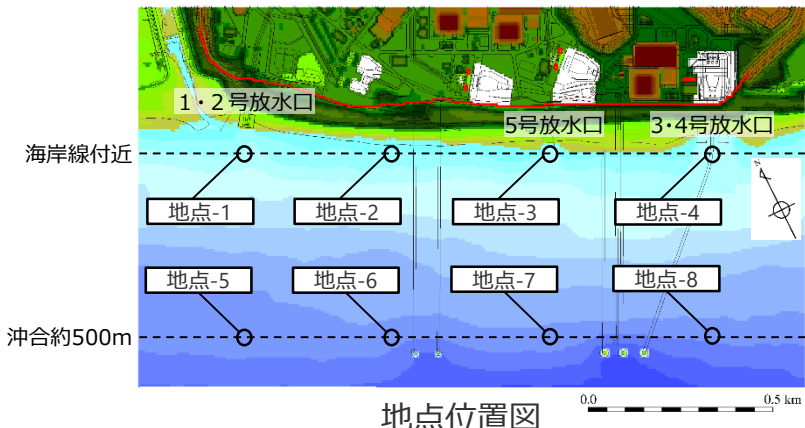 1・2号放水口
5号放水口
3・4号放水口
海岸線付近
N
地点-1
地点-2
地点-3
地点-4
地点-5
地点-6
地点-7
地点-8
沖合約500m
地点位置図
0.0
0.5 km